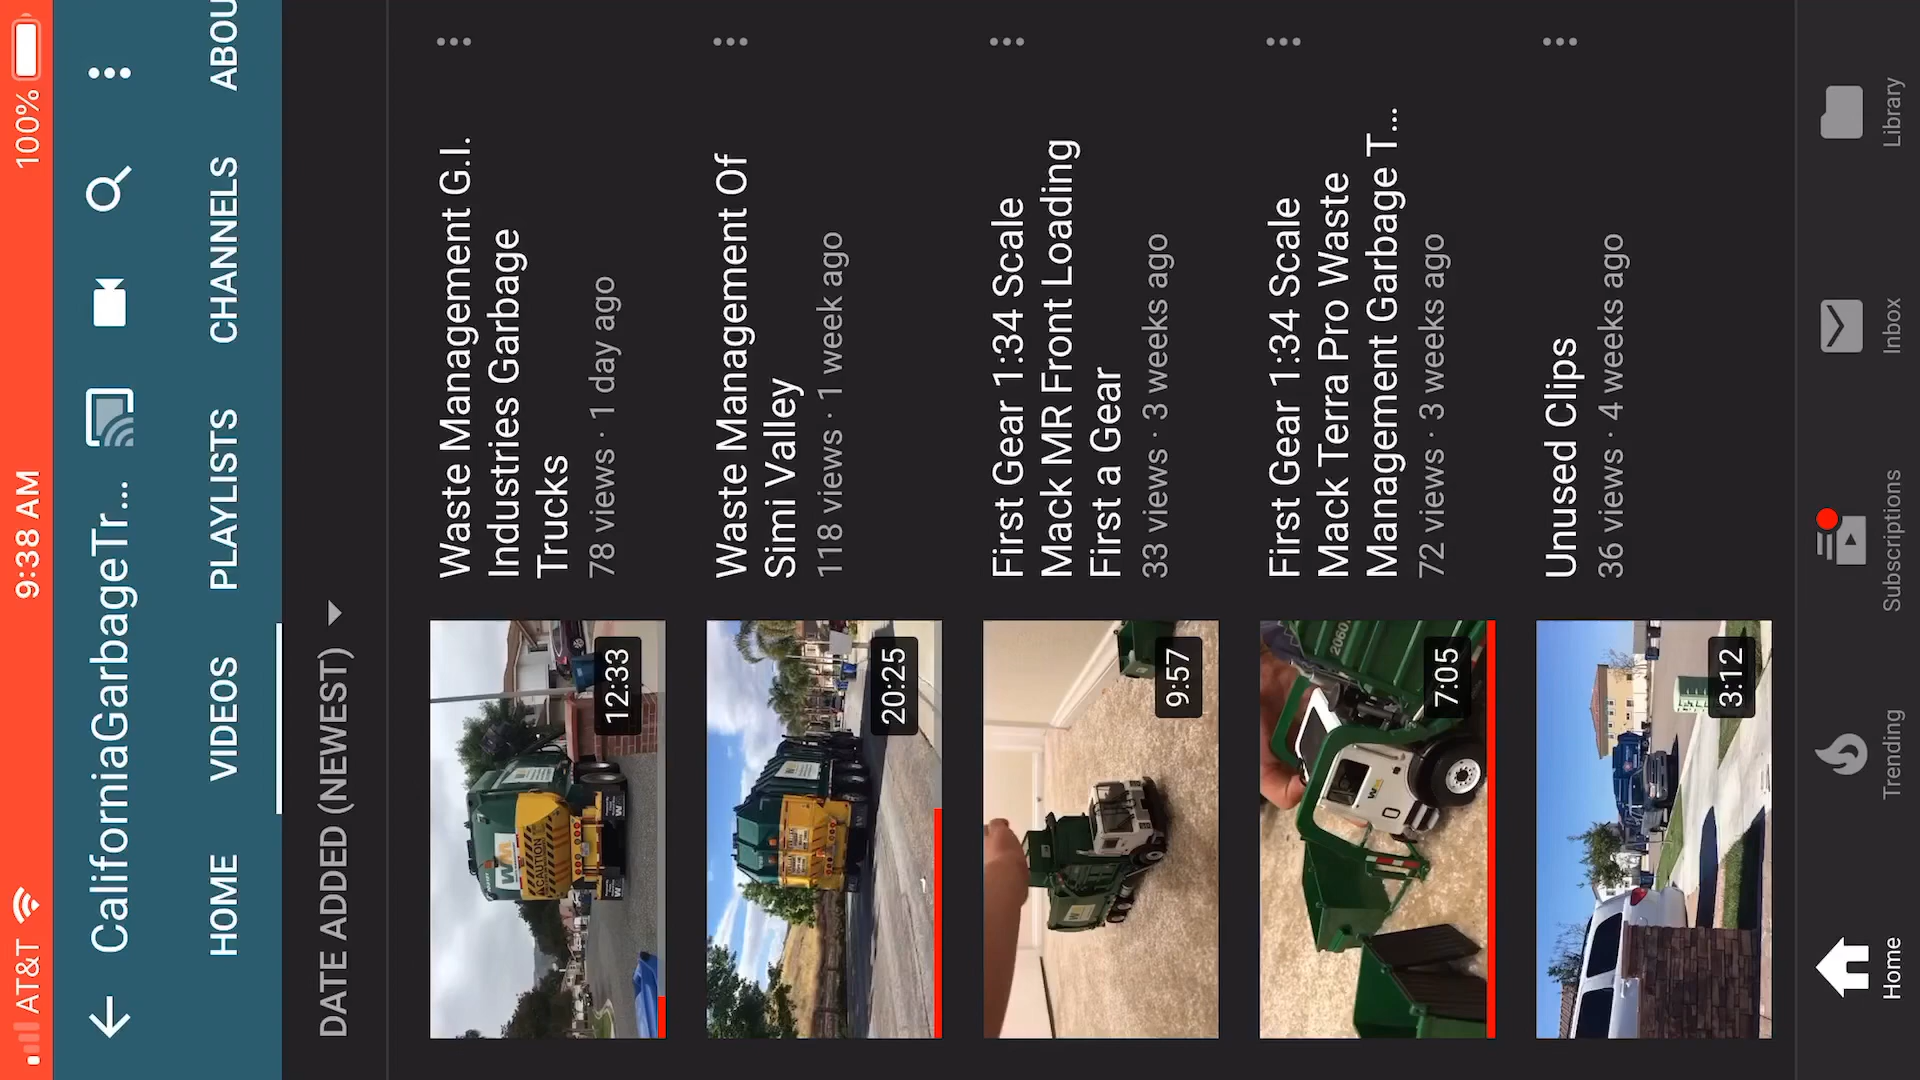 AT&T 9:38 AM 100%
CaliforniaGarbageTr...
HOME VIDEOS PLAYLISTS CHANNELS ABOU
DATE ADDED (NEWEST)
12:33
Waste Management G.I.
Industries Garbage
Trucks
78 views · 1 day ago
20:25
Waste Management Of
Simi Valley
118 views · 1 week ago
9:57
First Gear 1:34 Scale
Mack MR Front Loading
First a Gear
33 views · 3 weeks ago
7:05
First Gear 1:34 Scale
Mack Terra Pro Waste
Management Garbage T...
72 views · 3 weeks ago
3:12
Unused Clips
36 views · 4 weeks ago
Home Trending Subscriptions Inbox Library
WM
CAUTION
WM
2060